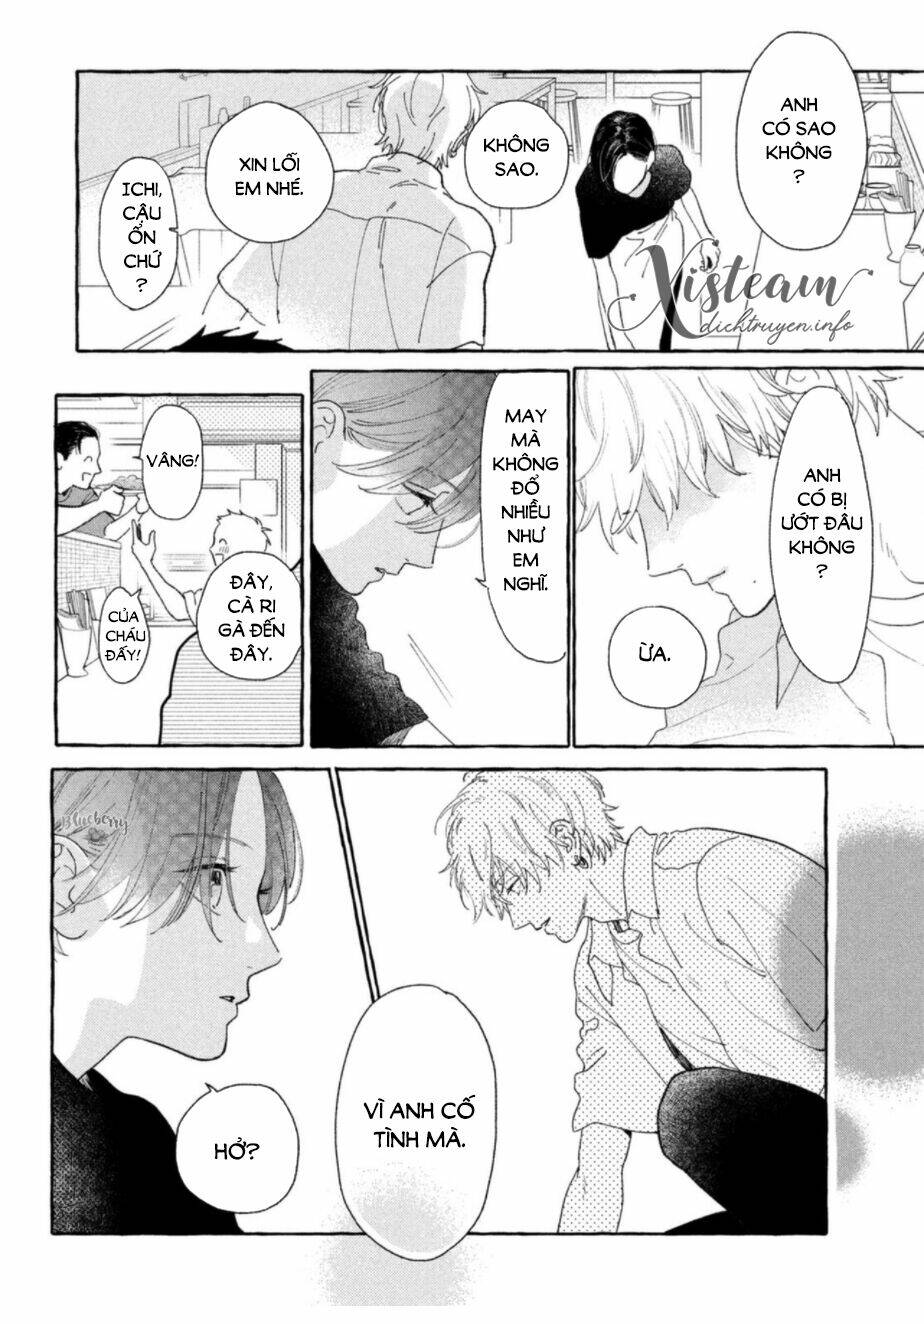 ANH
CÓ SAO
KHÔNG
?
KHÔNG
SAO.
XIN LỖI
EM NHÉ.
ICHI,
CẬU
ỔN
CHỨ
?
Xisteam
dichtruyen.info
ANH
CÓ BỊ
ƯỚT ĐÂU
KHÔNG
?
ỪA.
MAY
MÀ
KHÔNG
ĐỔ
NHIỀU
NHƯ
EM
NGHĨ.
VÂNG!
ĐÂY,
CÀ RI
GÀ ĐẾN
ĐÂY.
CỦA
CHÁU
ĐẤY!
Blueberry
VÌ ANH CỐ
TÌNH MÀ.
HỞ?